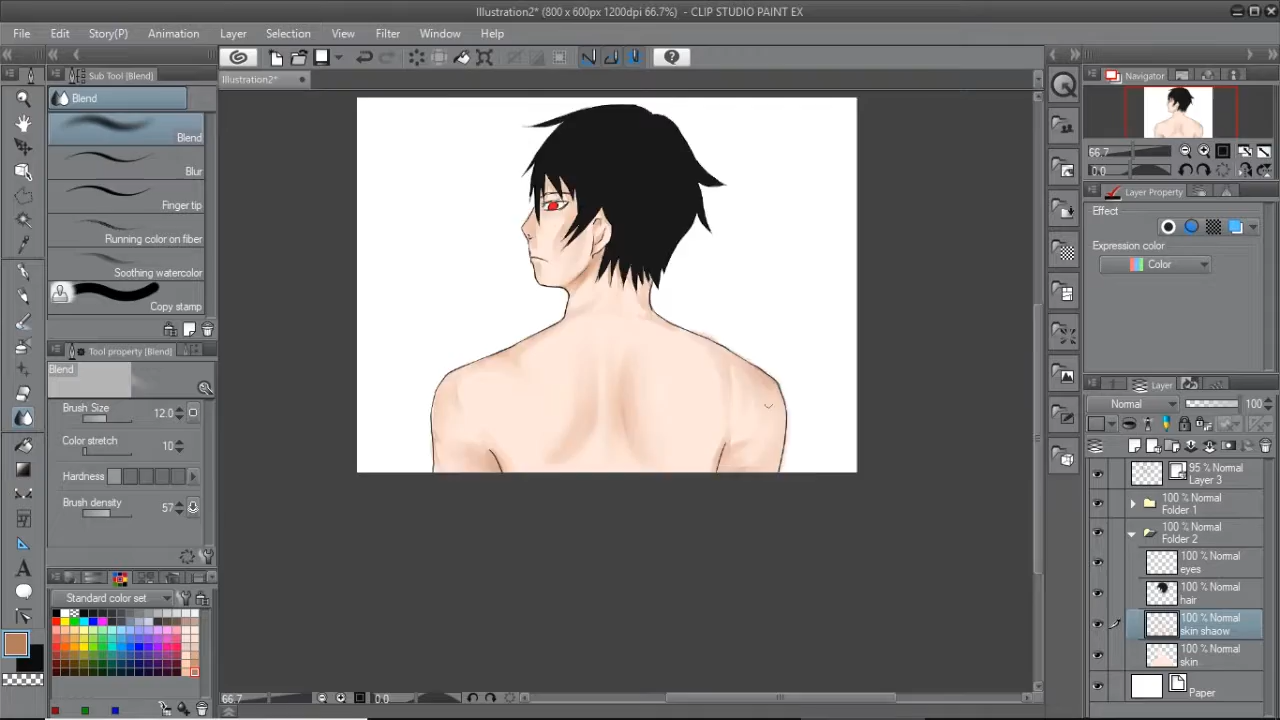 Illustration2* (800 x 600px 1200dpi 66.7%) - CLIP STUDIO PAINT EX
File Edit Story(P) Animation Layer Selection View Filter Window Help
Sub Tool [Blend]
Illustration2*
Navigator
Blend
Blend
Blur
Finger tip
Running color on fiber
Soothing watercolor
Copy stamp
Tool property [Blend]
Blend
Brush Size 12.0
Color stretch 10
Hardness
Brush density 57
Standard color set
66.7 0.0
66.7
0.0
Layer Property
Effect
Expression color
Color
Layer
Normal 100
95 % Normal
Layer 3
100 % Normal
Folder 1
100 % Normal
Folder 2
100 % Normal
eyes
100 % Normal
hair
100 % Normal
skin shaow
100 % Normal
skin
Paper